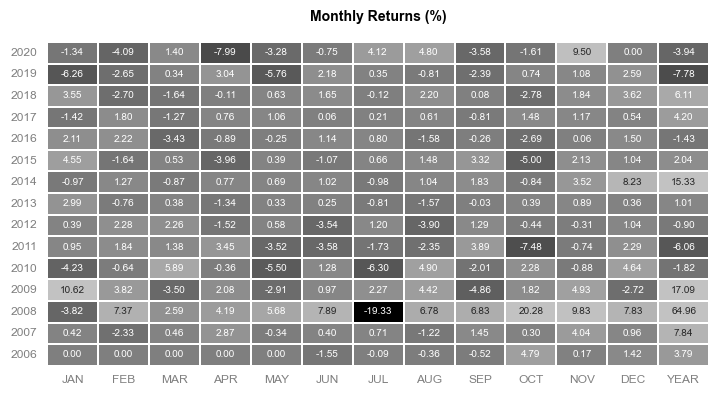 Monthly Returns (%)
2020 -1.34 -4.09 1.40 -7.99 -3.28 -0.75 4.12 4.80 -3.58 -1.61 9.50 0.00 -3.94
2019 -6.26 -2.65 0.34 3.04 -5.76 2.18 0.35 -0.81 -2.39 0.74 1.08 2.59 -7.78
2018 3.55 -2.70 -1.64 -0.11 0.63 1.65 -0.12 2.20 0.08 -2.78 1.84 3.62 6.11
2017 -1.42 1.80 -1.27 0.76 1.06 0.06 0.21 0.61 -0.81 1.48 1.17 0.54 4.20
2016 2.11 2.22 -3.43 -0.89 -0.25 1.14 0.80 -1.58 -0.26 -2.69 0.06 1.50 -1.43
2015 4.55 -1.64 0.53 -3.96 0.39 -1.07 0.66 1.48 3.32 -5.00 2.13 1.04 2.04
2014 -0.97 1.27 -0.87 0.77 0.69 1.02 -0.98 1.04 1.83 -0.84 3.52 8.23 15.33
2013 2.99 -0.76 0.38 -1.34 0.33 0.25 -0.81 -1.57 -0.03 0.39 0.89 0.36 1.01
2012 0.39 2.28 2.26 -1.52 0.58 -3.54 1.20 -3.90 1.29 -0.44 -0.31 1.04 -0.90
2011 0.95 1.84 1.38 3.45 -3.52 -3.58 -1.73 -2.35 3.89 -7.48 -0.74 2.29 -6.06
2010 -4.23 -0.64 5.89 -0.36 -5.50 1.28 -6.30 4.90 -2.01 2.28 -0.88 4.64 -1.82
2009 10.62 3.82 -3.50 2.08 -2.91 0.97 2.27 4.42 -4.86 1.82 4.93 -2.72 17.09
2008 -3.82 7.37 2.59 4.19 5.68 7.89 -19.33 6.78 6.83 20.28 9.83 7.83 64.96
2007 0.42 -2.33 0.46 2.87 -0.34 0.40 0.71 -1.22 1.45 0.30 4.04 0.96 7.84
2006 0.00 0.00 0.00 0.00 0.00 -1.55 -0.09 -0.36 -0.52 4.79 0.17 1.42 3.79
JAN FEB MAR APR MAY JUN JUL AUG SEP OCT NOV DEC YEAR